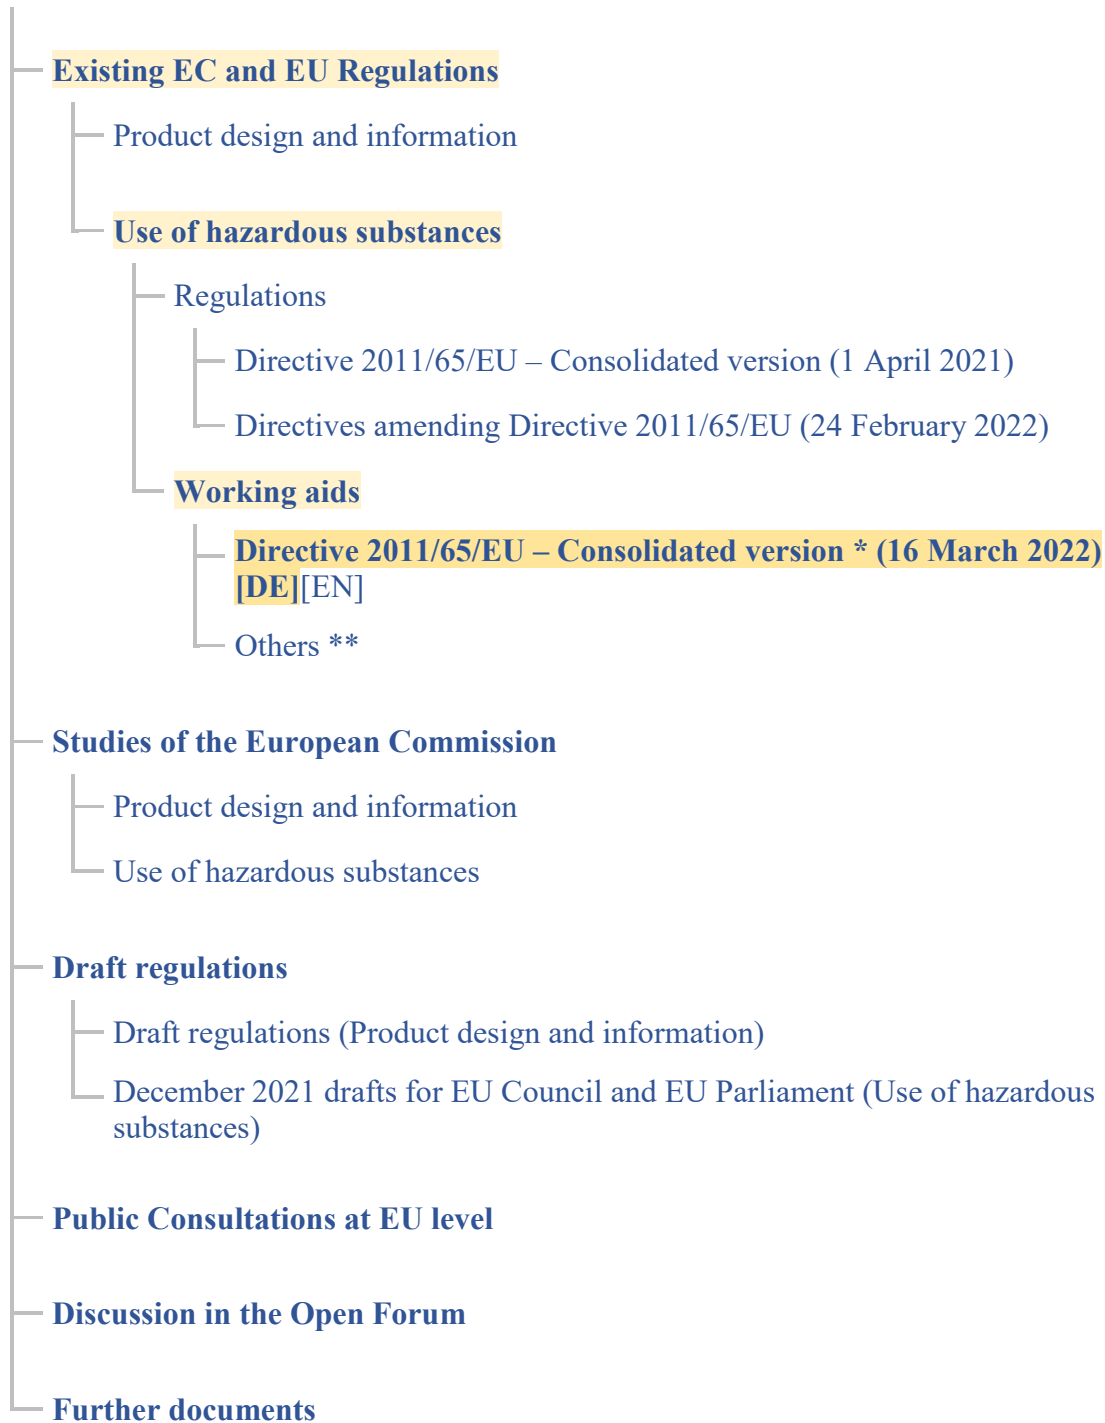 Existing EC and EU Regulations
Product design and information
Use of hazardous substances
Regulations
Directive 2011/65/EU – Consolidated version (1 April 2021)
Directives amending Directive 2011/65/EU (24 February 2022)
Working aids
Directive 2011/65/EU – Consolidated version * (16 March 2022)
[DE][EN]
Others **
Studies of the European Commission
Product design and information
Use of hazardous substances
Draft regulations
Draft regulations (Product design and information)
December 2021 drafts for EU Council and EU Parliament (Use of hazardous
substances)
Public Consultations at EU level
Discussion in the Open Forum
Further documents